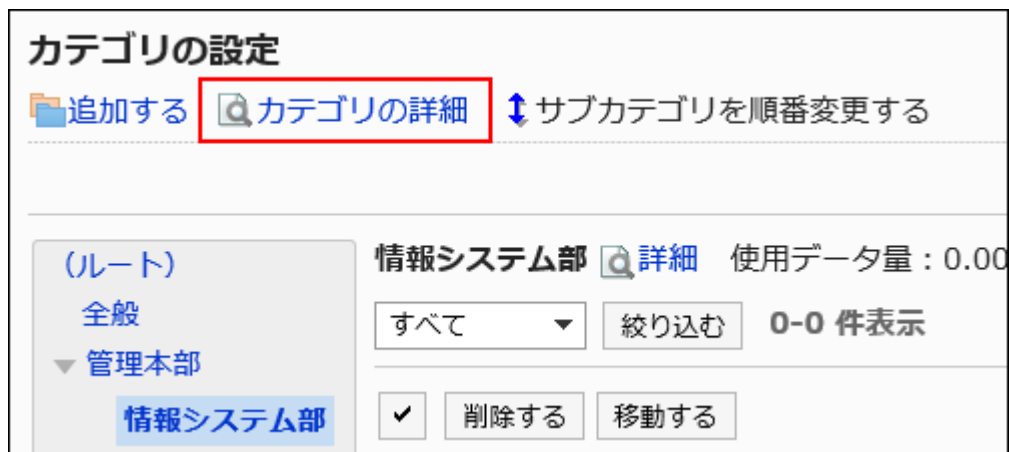 カテゴリの設定
追加する カテゴリの詳細 サブカテゴリを順番変更する
(ルート)
全般
管理本部
情報システム部
情報システム部 詳細 使用データ量 : 0.00
すべて 絞り込む 0-0 件表示
削除する 移動する